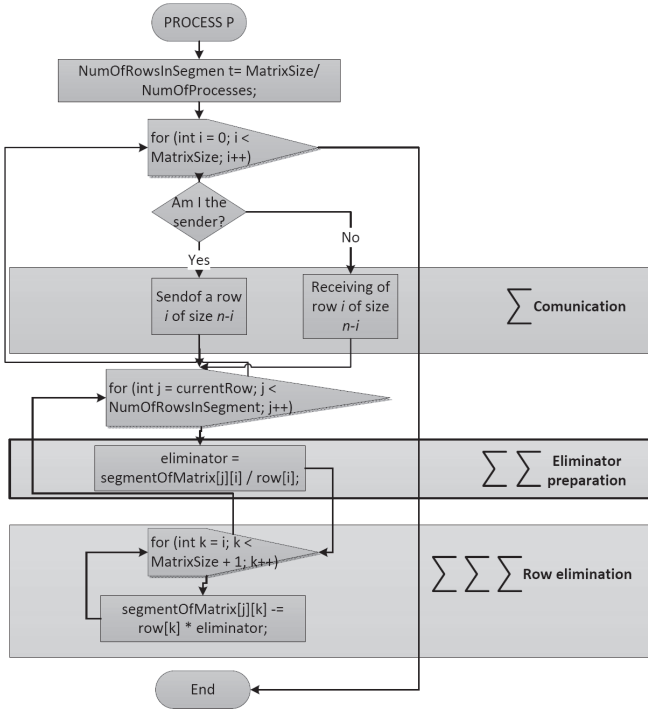 PROCESS P
NumOfRowsInSegmen t= MatrixSize/
NumOfProcesses;
for (int i = 0; i <
MatrixSize; i++)
Am I the
sender?
No
Yes
Sendof a row
i of size n-i
Receiving of
row i of size
n-i
∑ Comunication
for (int j = currentRow; j <
NumOfRowsInSegment; j++)
eliminator =
segmentOfMatrix[j][i] / row[i];
∑ ∑ Eliminator
preparation
for (int k = i; k <
MatrixSize + 1; k++)
∑ ∑ ∑ Row elimination
segmentOfMatrix[j][k] -=
row[k] * eliminator;
End